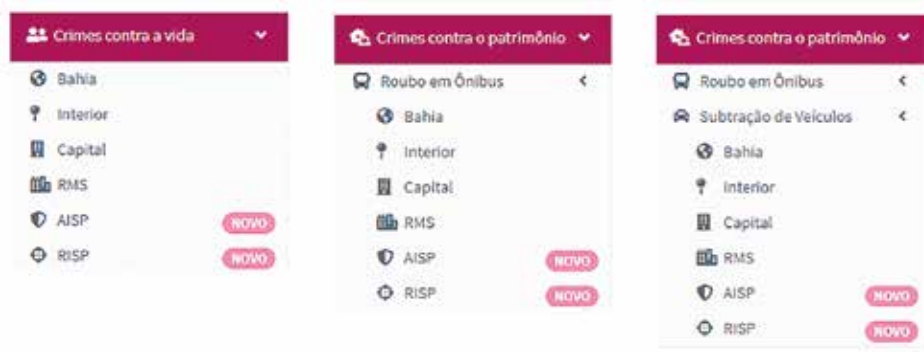 Crimes contra a vida
Bahia
Interior
Capital
RMS
AISP NOVO
RISP NOVO
Crimes contra o patrimônio
Roubo em Ônibus
Bahia
Interior
Capital
RMS
AISP NOVO
RISP NOVO
Crimes contra o patrimônio
Roubo em Ônibus
Subtração de Veículos
Bahia
Interior
Capital
RMS
AISP NOVO
RISP NOVO